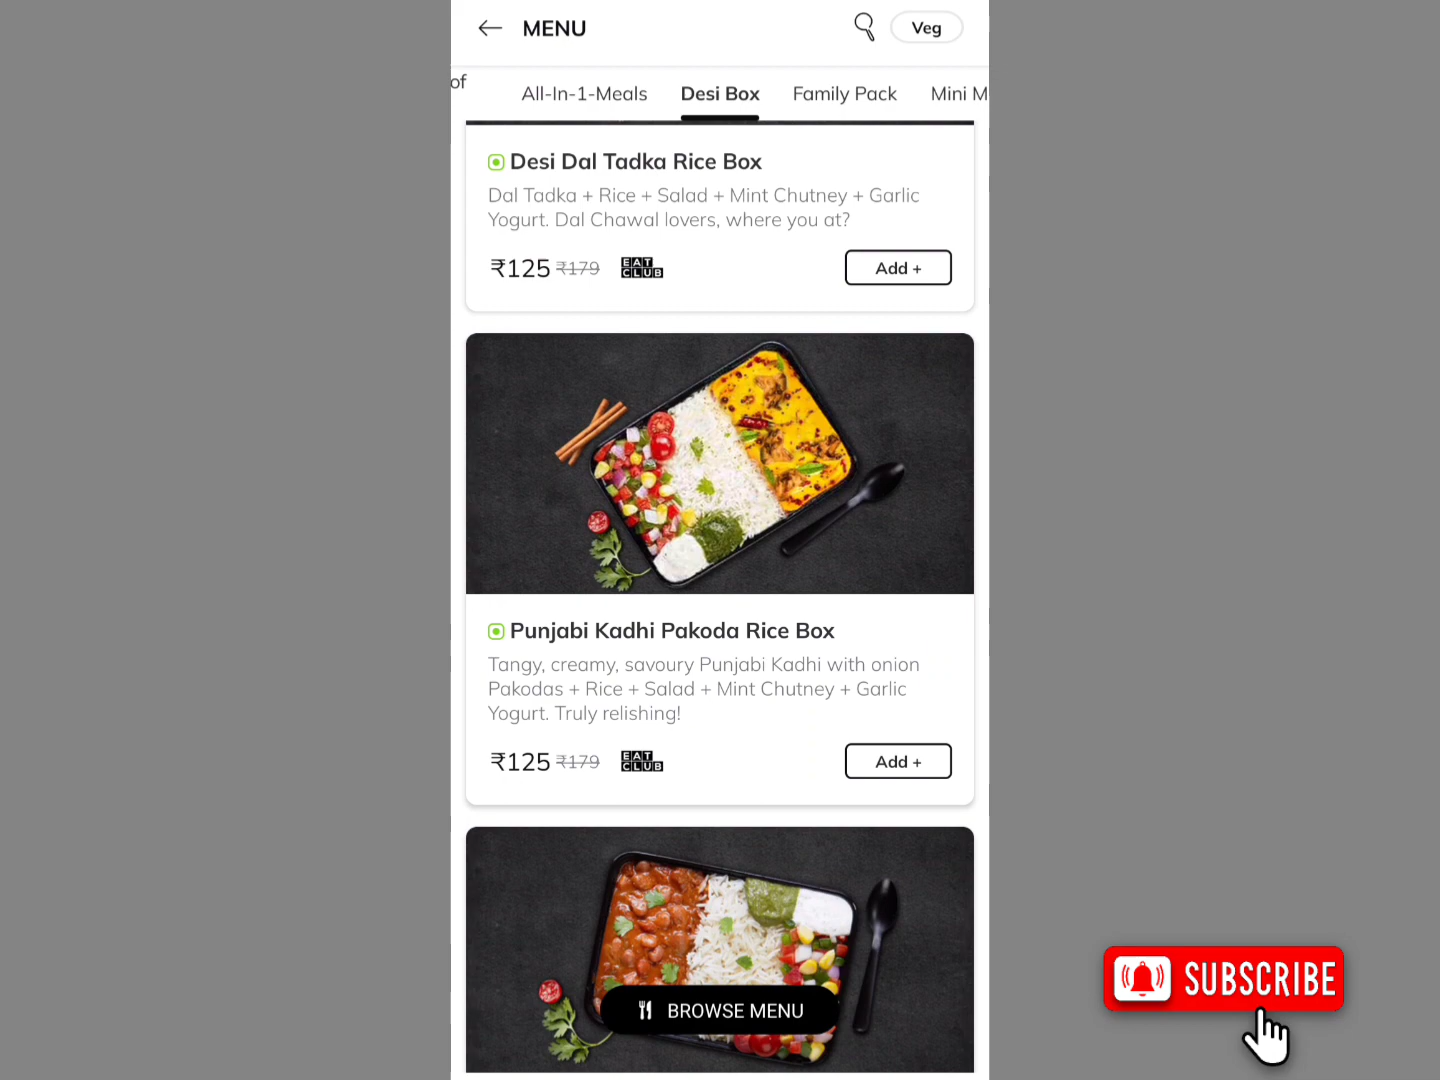 MENU
Veg
of
All-In-1-Meals
Desi Box
Family Pack
Mini M
Desi Dal Tadka Rice Box
Dal Tadka + Rice + Salad + Mint Chutney + Garlic
Yogurt. Dal Chawal lovers, where you at?
₹125 ₹179 EAT CLUB
Add +
Punjabi Kadhi Pakoda Rice Box
Tangy, creamy, savoury Punjabi Kadhi with onion
Pakodas + Rice + Salad + Mint Chutney + Garlic
Yogurt. Truly relishing!
₹125 ₹179 EAT CLUB
Add +
BROWSE MENU
SUBSCRIBE